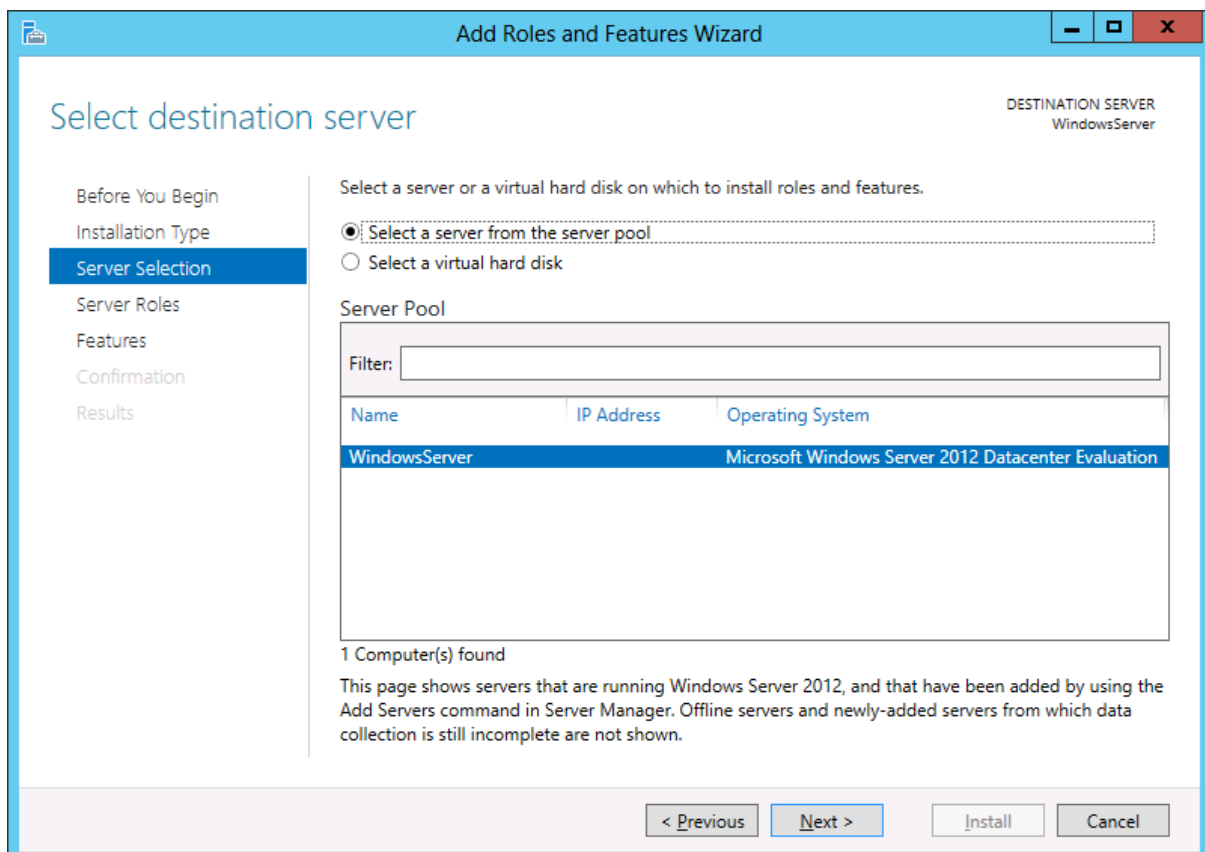 Add Roles and Features Wizard
Select destination server
DESTINATION SERVER
WindowsServer
Before You Begin
Installation Type
Server Selection
Server Roles
Features
Confirmation
Results
Select a server or a virtual hard disk on which to install roles and features.
Select a server from the server pool
Select a virtual hard disk
Server Pool
Filter:
Name IP Address Operating System
WindowsServer Microsoft Windows Server 2012 Datacenter Evaluation
1 Computer(s) found
This page shows servers that are running Windows Server 2012, and that have been added by using the
Add Servers command in Server Manager. Offline servers and newly-added servers from which data
collection is still incomplete are not shown.
< Previous Next > Install Cancel